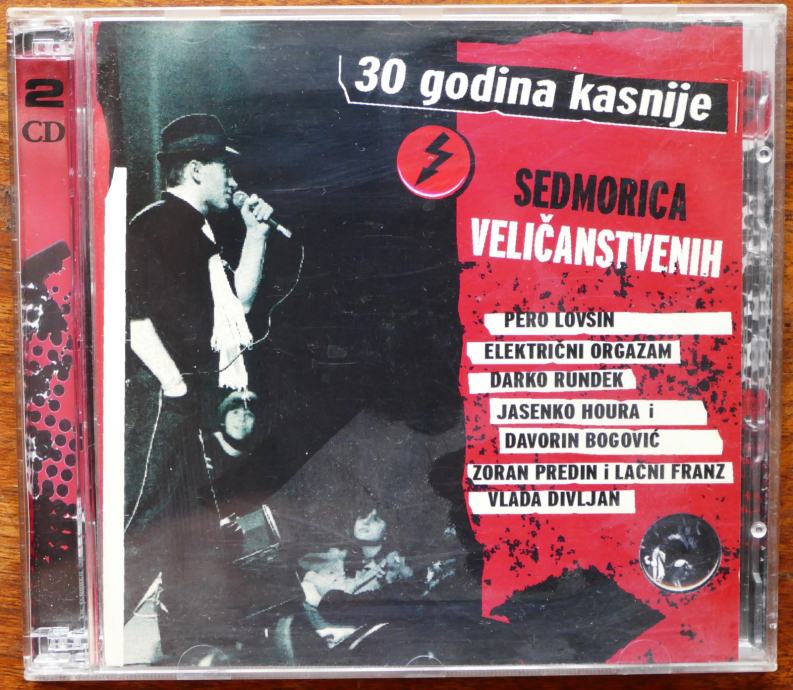 2
CD
30 godina kasnije
SEDMORICA
VELIČANSTVENIH
PERO LOVŠIN
ELEKTRIČNI ORGAZAM
DARKO RUNDEK
JASENKO HOURA i
DAVORIN BOGOVIĆ
ZORAN PREDIN i LAČNI FRANZ
VLADA DIVLJAN